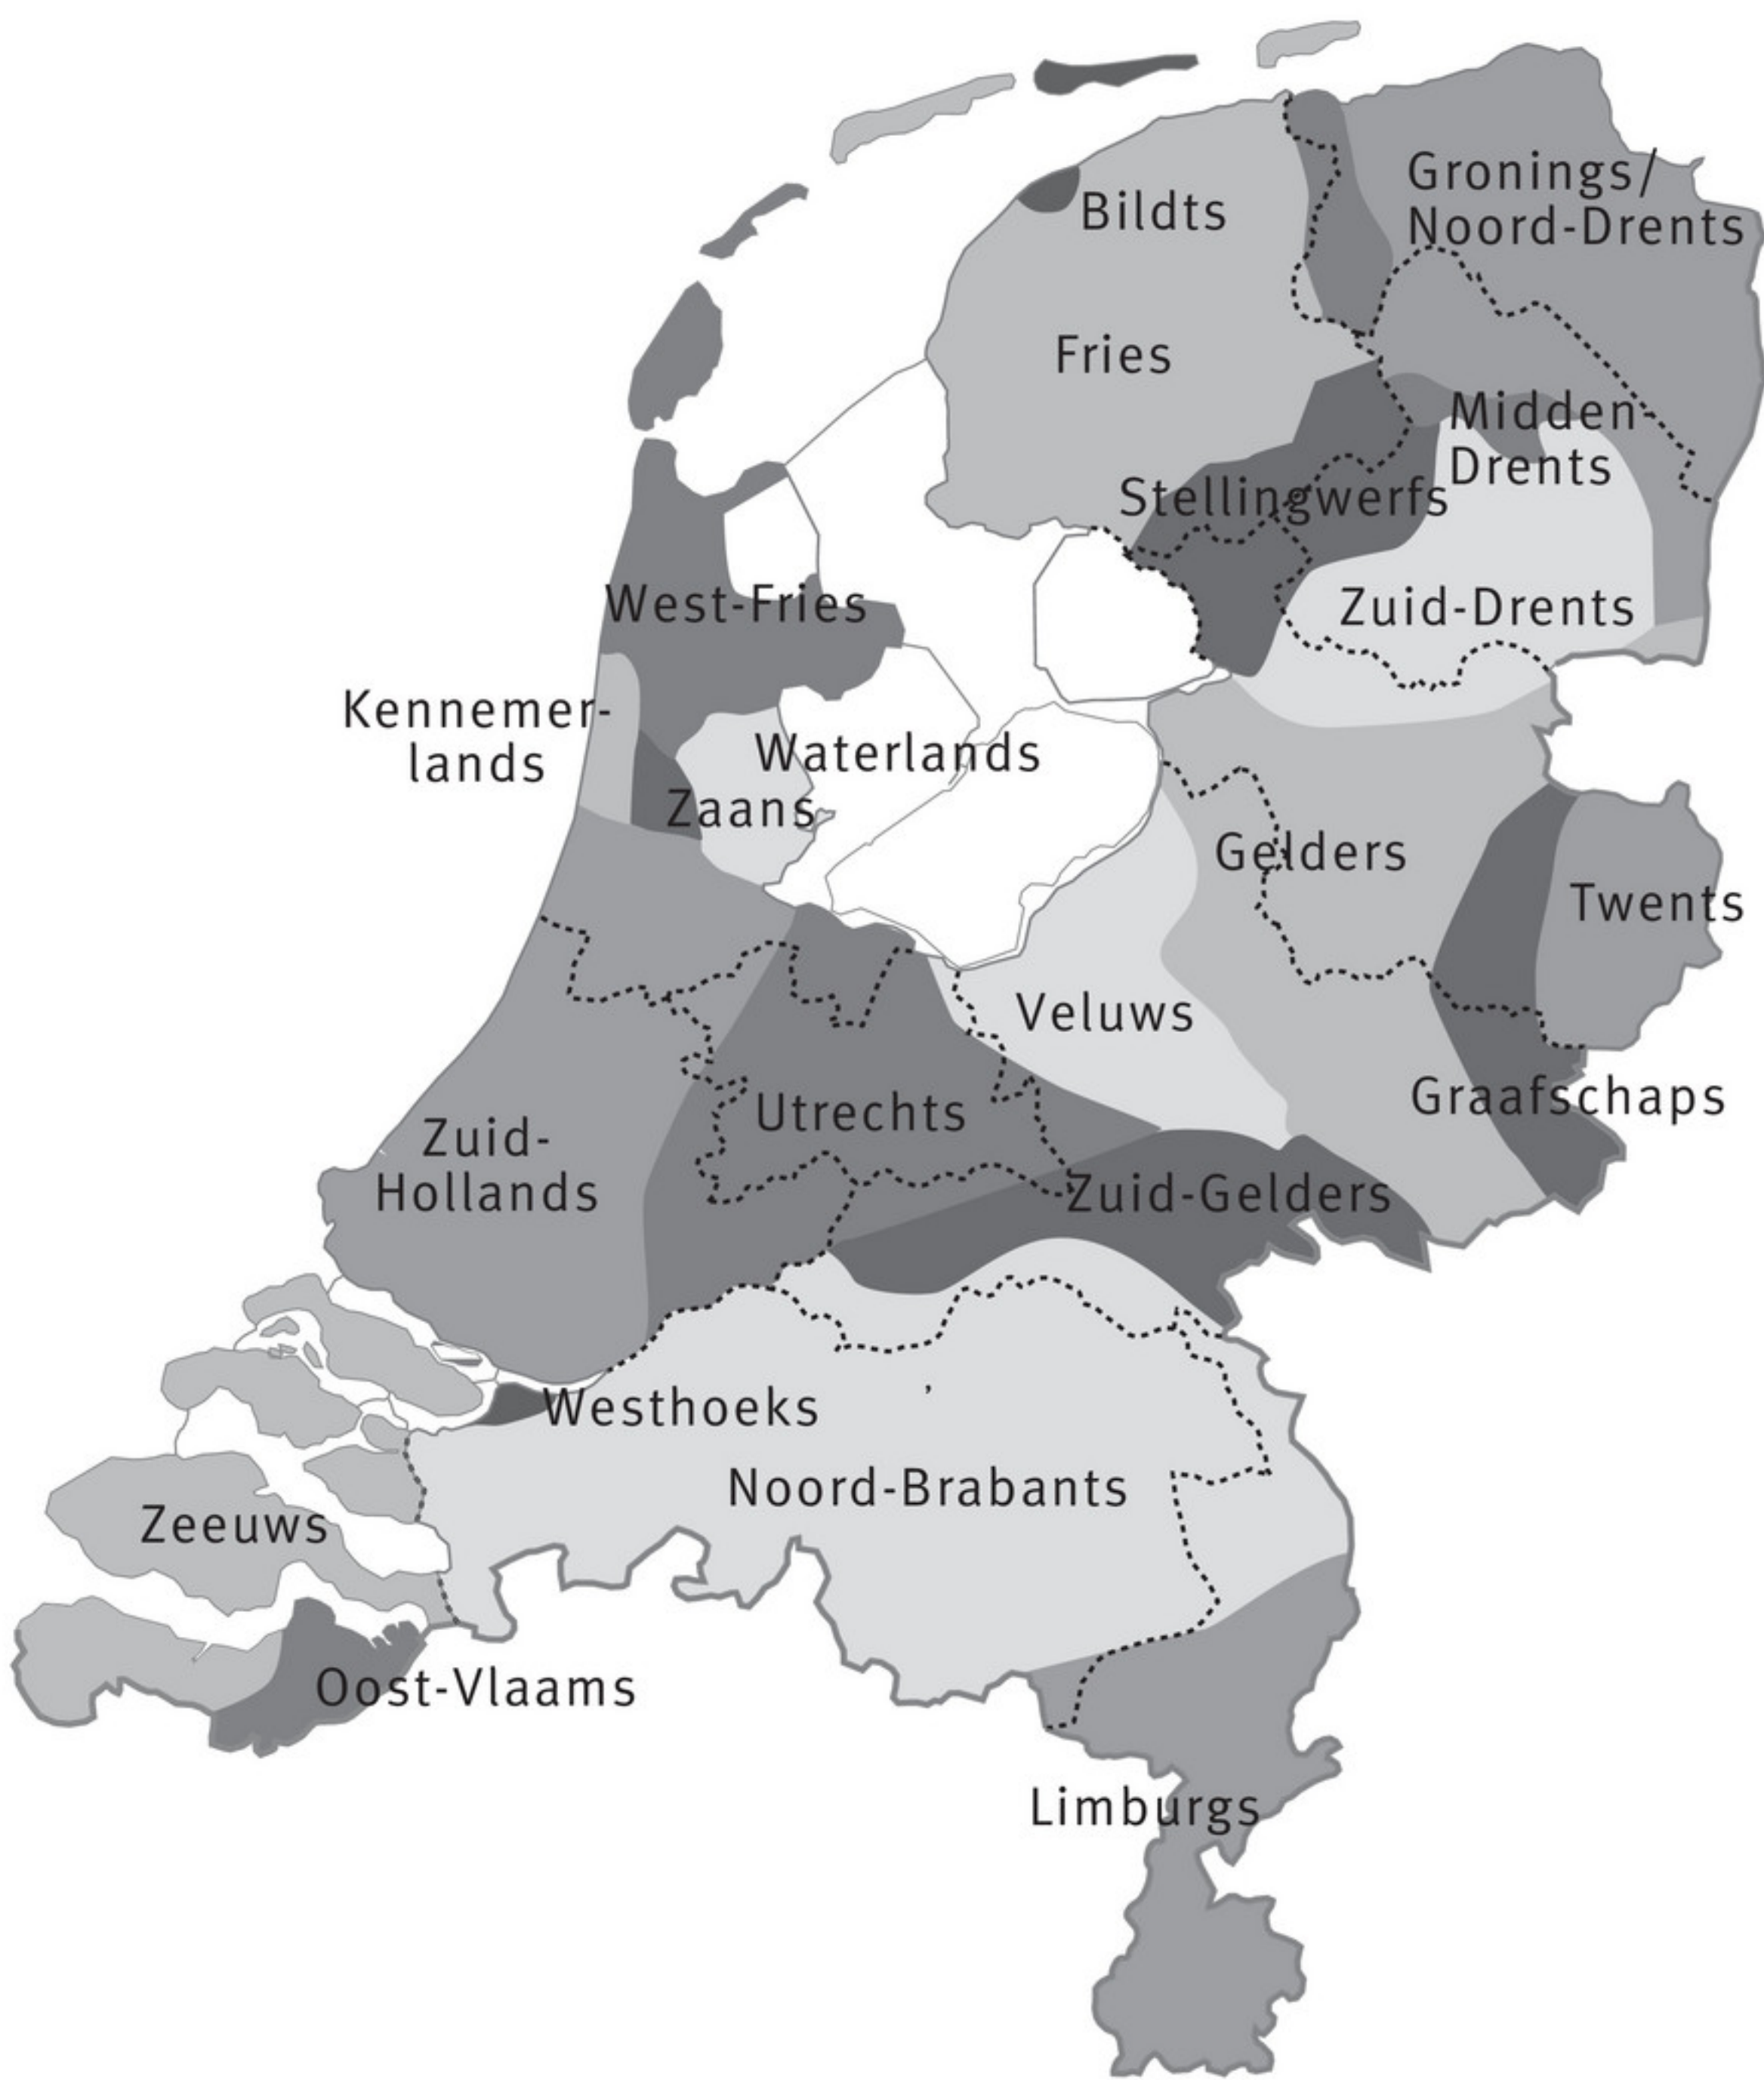 Gronings/
Noord-Drents
Bildts
Fries
Midden-
Drents
Stellingwerfs
West-Fries
Zuid-Drents
Kennemer-
lands
Waterlands
Zaans
Gelders
Twents
Veluws
Graafschaps
Utrechts
Zuid-
Hollands
Zuid-Gelders
Westhoeks
Noord-Brabants
Zeeuws
Oost-Vlaams
Limburgs